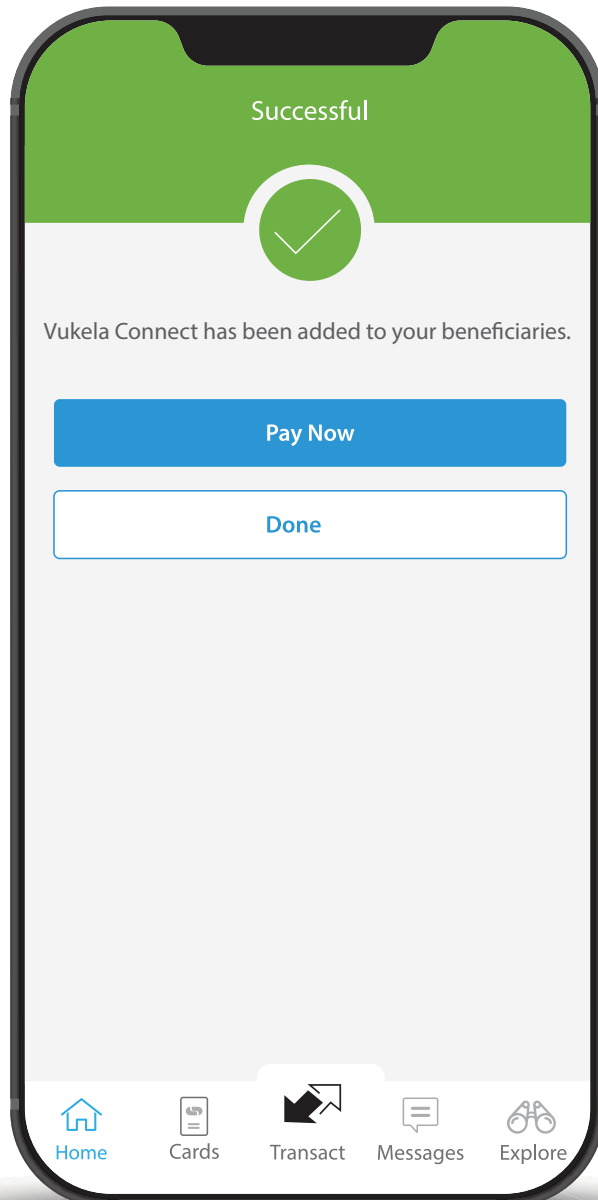 Successful
Vukela Connect has been added to your beneficiaries.
Pay Now
Done
Home Cards Transact Messages Explore